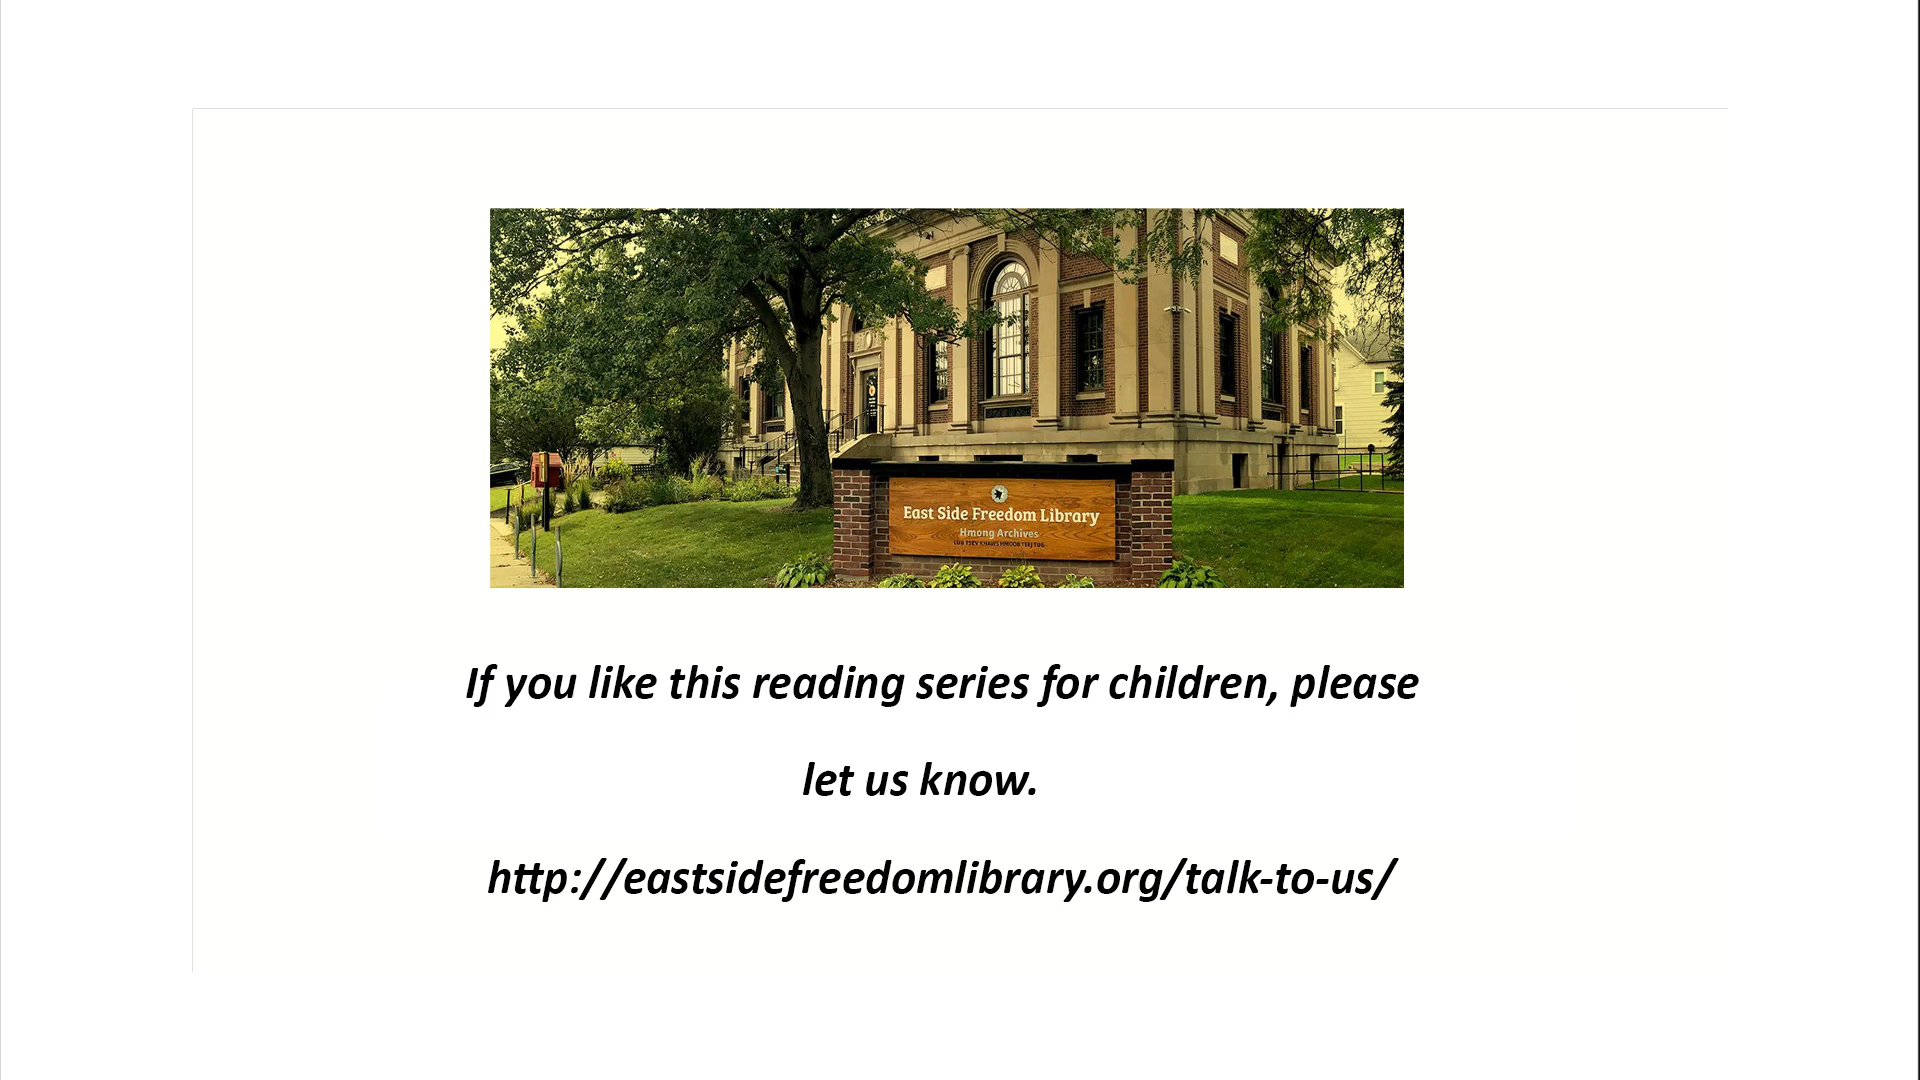 East Side Freedom Library
Hmong Archives
If you like this reading series for children, please
let us know.
http://eastsidefreedomlibrary.org/talk-to-us/